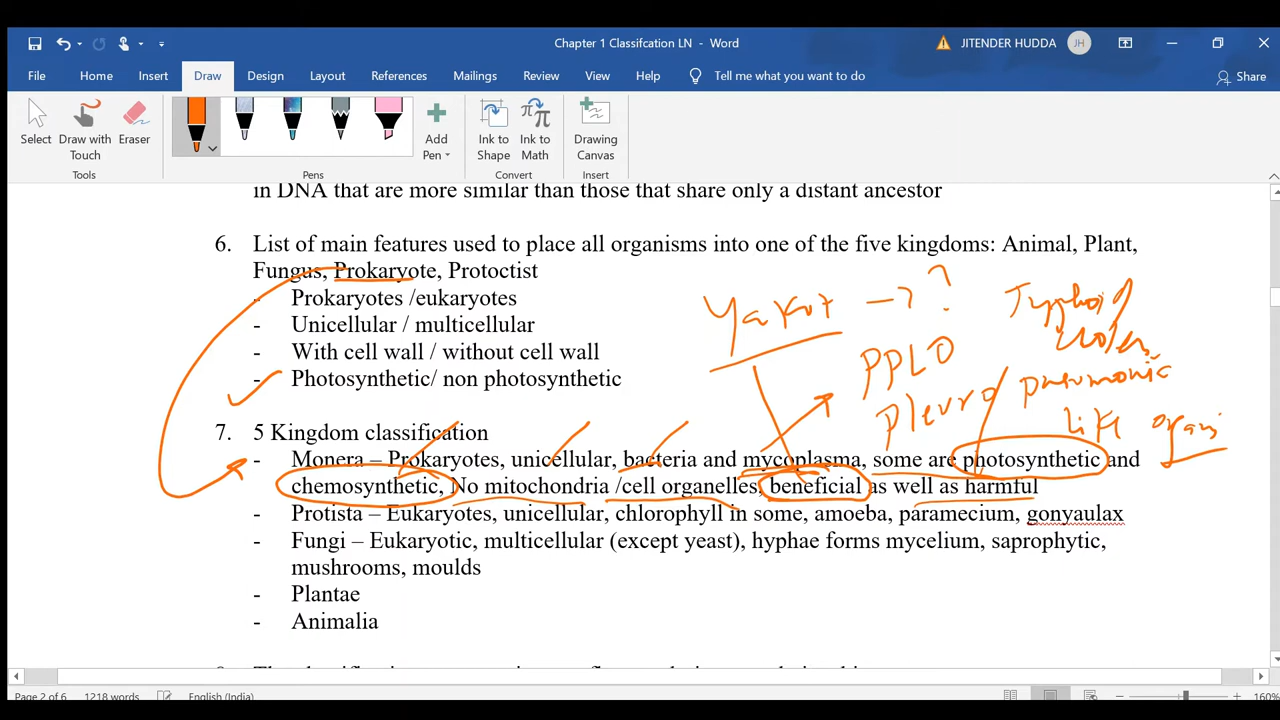 Chapter 1 Classifcation LN - Word
JITENDER HUDDA JH
File Home Insert Draw Design Layout References Mailings Review View Help Tell me what you want to do Share
Select Draw with Touch Eraser Add Pen Ink to Shape Ink to Math Drawing Canvas
Tools Pens Convert Insert
in DNA that are more similar than those that share only a distant ancestor
6. List of main features used to place all organisms into one of the five kingdoms: Animal, Plant,
Fungus, Prokaryote, Protoctist
- Prokaryotes /eukaryotes
- Unicellular / multicellular
- With cell wall / without cell wall
- Photosynthetic/ non photosynthetic
Yakut → ?
Typhoid
PPLO
Pleuro pneumonic
like organis
7. 5 Kingdom classification
- Monera – Prokaryotes, unicellular, bacteria and mycoplasma, some are photosynthetic and
chemosynthetic, No mitochondria /cell organelles, beneficial as well as harmful
- Protista – Eukaryotes, unicellular, chlorophyll in some, amoeba, paramecium, gonyaulax
- Fungi – Eukaryotic, multicellular (except yeast), hyphae forms mycelium, saprophytic,
mushrooms, moulds
- Plantae
- Animalia
Page 2 of 6 1218 words English (India) 160%